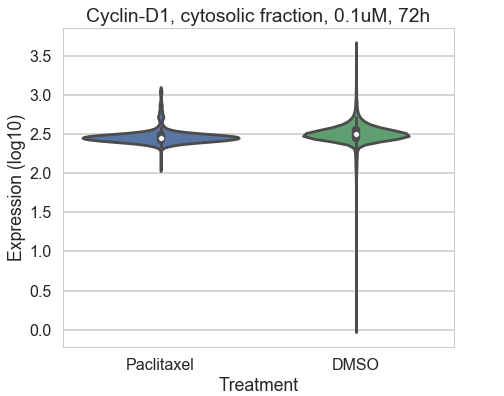 Cyclin-D1, cytosolic fraction, 0.1uM, 72h
Expression (log10)
3.5
3.0
2.5
2.0
1.5
1.0
0.5
0.0
Paclitaxel DMSO
Treatment